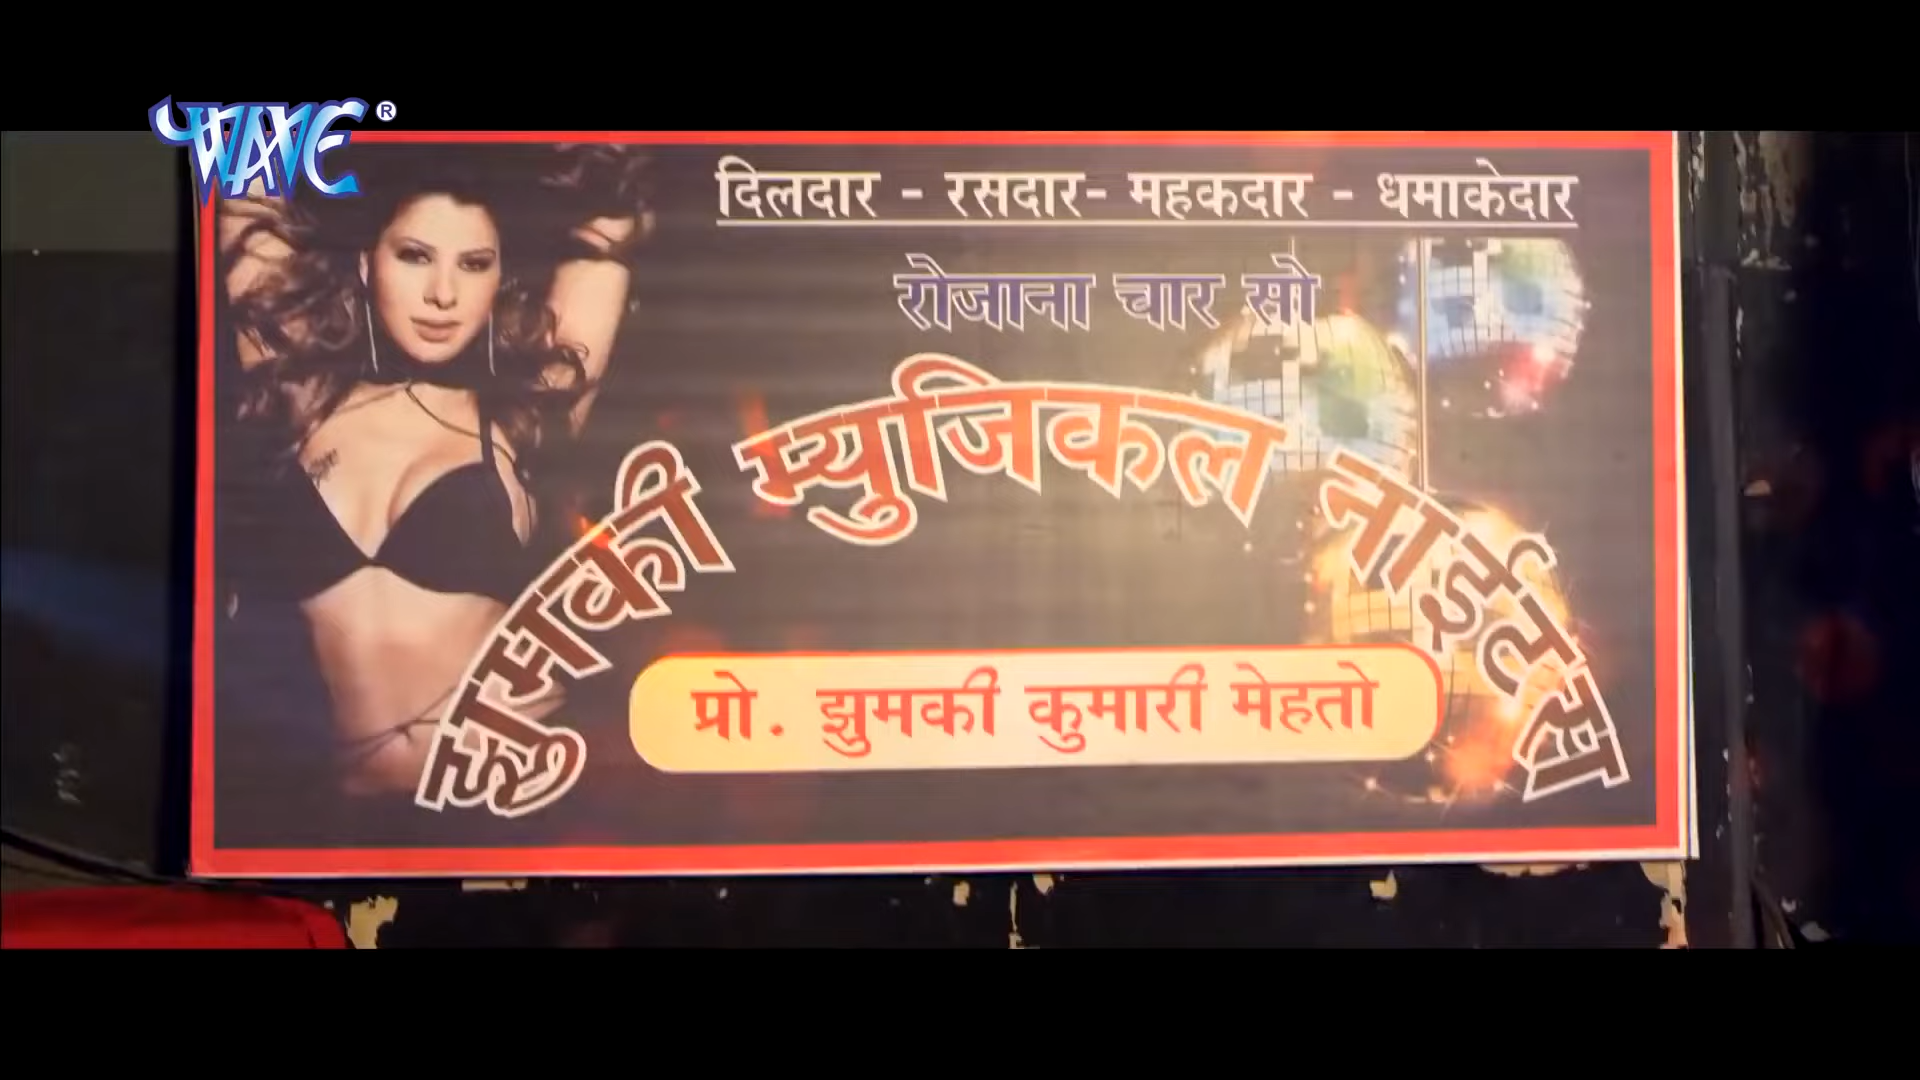 WAVE ®
दिलदार - रसदार- महकदार - धमाकेदार
रोजाना चार सो
झुमकी म्युजिकल नाईटस
प्रो. झुमकी कुमारी मेहतो